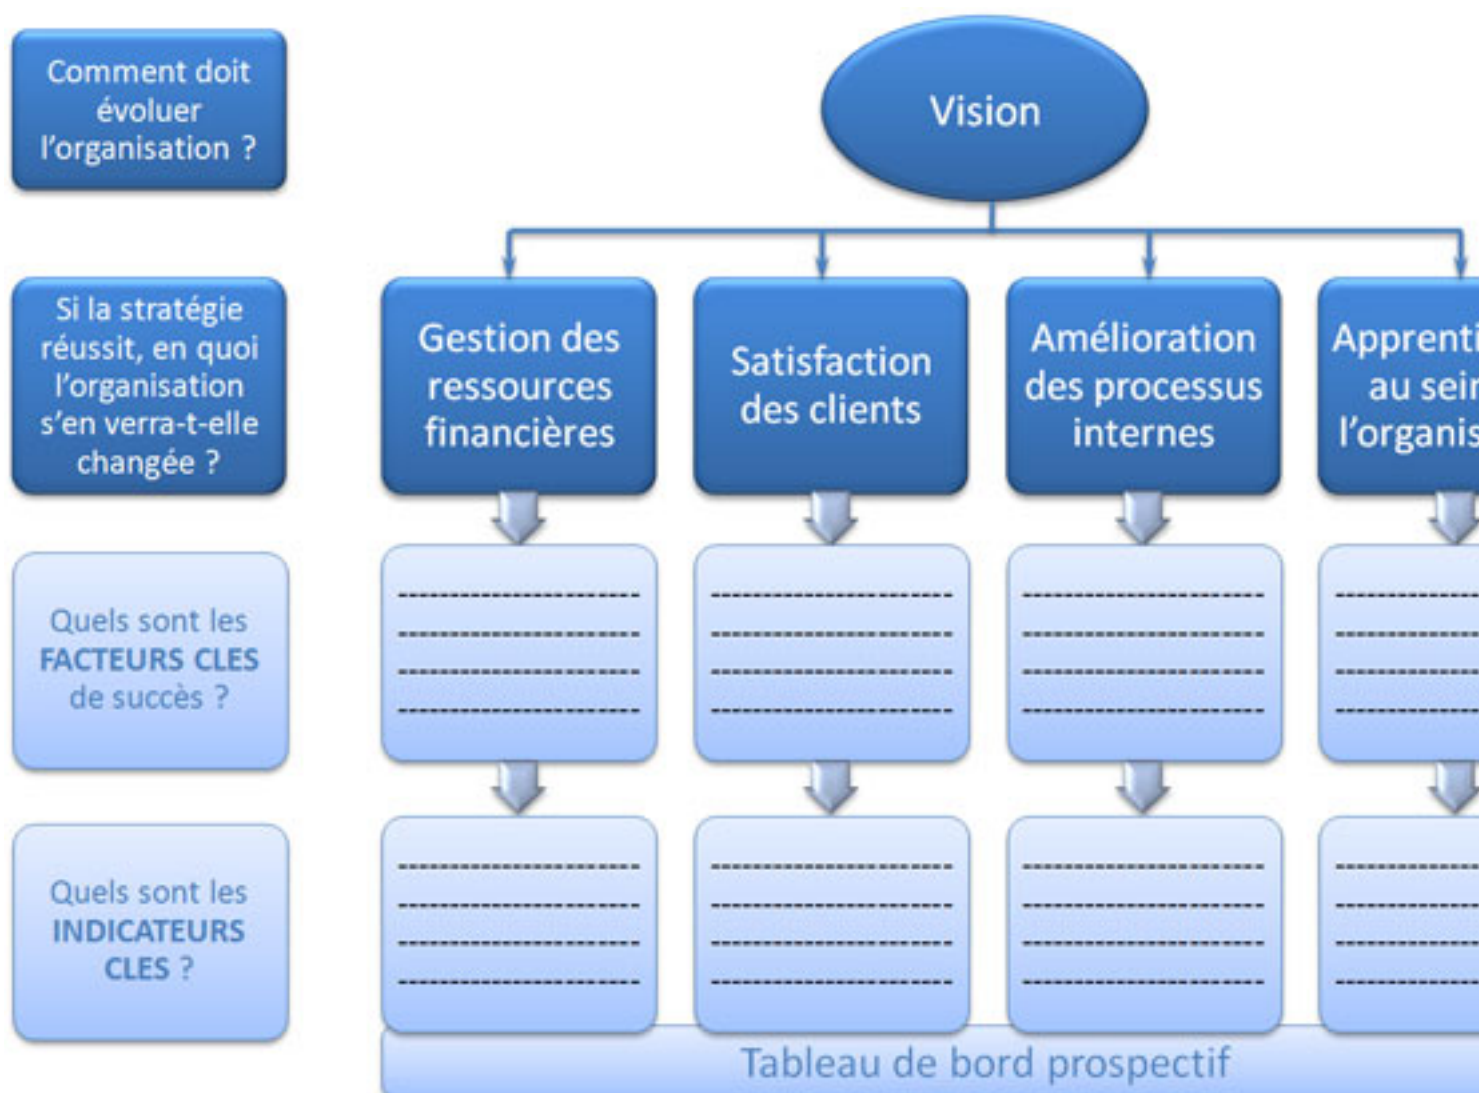 Comment doit
évoluer
l'organisation ?
Vision
Si la stratégie
réussit, en quoi
l'organisation
s'en verra-t-elle
changée ?
Gestion des
ressources
financières
Satisfaction
des clients
Amélioration
des processus
internes
au
Quels sont les
FACTEURS CLES
de succès ?
Quels sont les
INDICATEURS
CLES ?
Tableau de bord prospectif